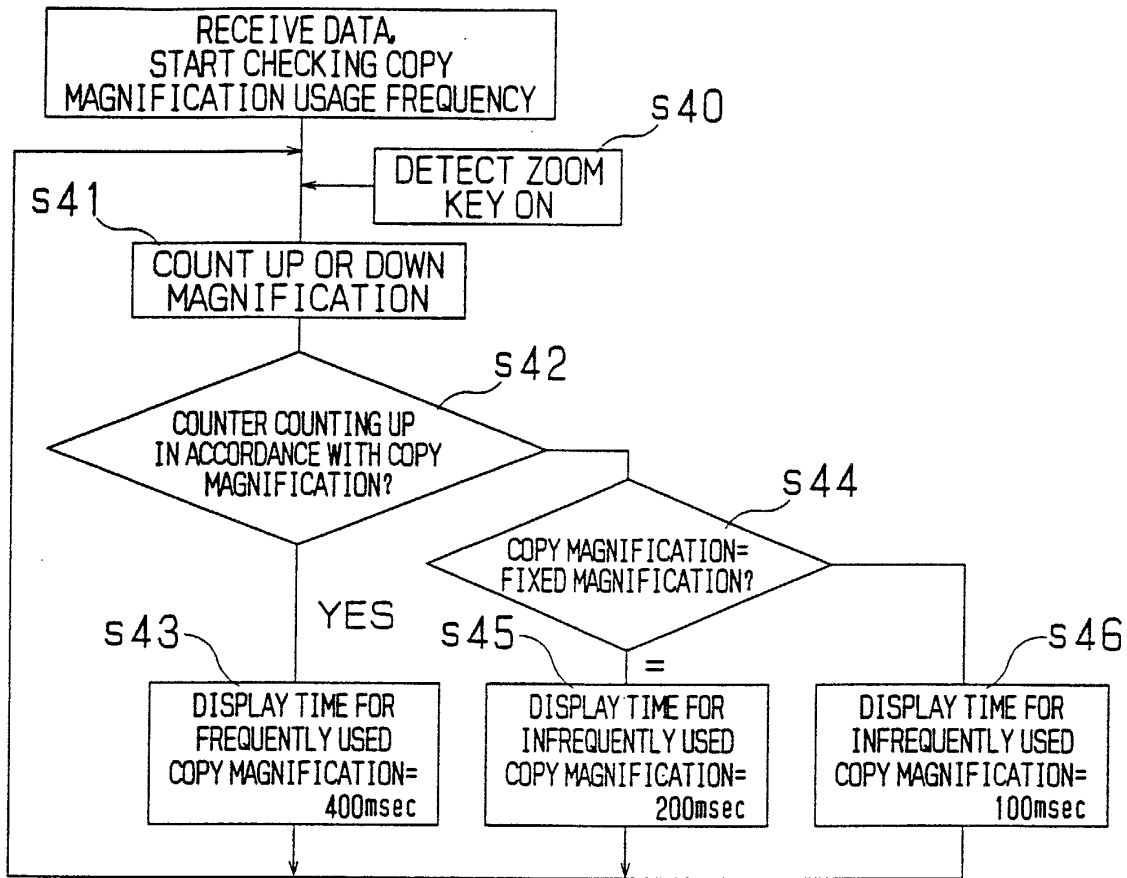 RECEIVE DATA.
START CHECKING COPY
MAGNIFICATION USAGE FREQUENCY
s40
DETECT ZOOM
KEY ON
s41
COUNT UP OR DOWN
MAGNIFICATION
s42
COUNTER COUNTING UP
IN ACCORDANCE WITH COPY
MAGNIFICATION?
s44
COPY MAGNIFICATION=
FIXED MAGNIFICATION?
YES
=
s43
DISPLAY TIME FOR
FREQUENTLY USED
COPY MAGNIFICATION=
400msec
s45
DISPLAY TIME FOR
INFREQUENTLY USED
COPY MAGNIFICATION=
200msec
s46
DISPLAY TIME FOR
INFREQUENTLY USED
COPY MAGNIFICATION=
100msec